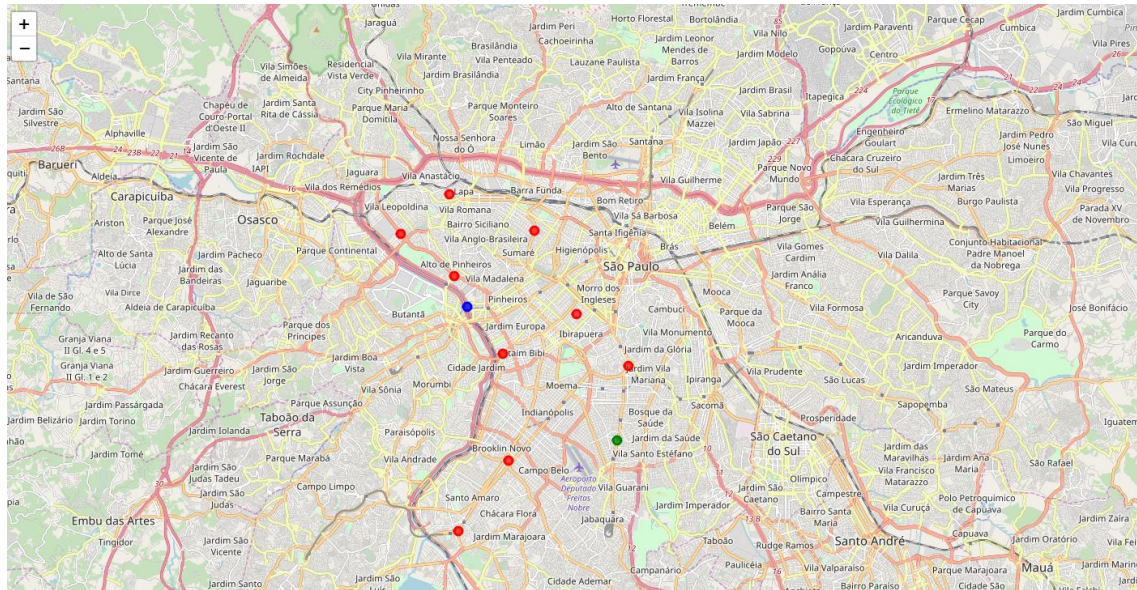 +
−
Jaraguá
Jardim Peri
Horto Florestal
Bortolândia
Vila Nilo
Jardim Paraventi
Parque Cecap
Jardim Cumbica
Cumbica
Vila Pires
Brasilândia
Cachoeirinha
Jardim Leonor
Mendes de
Barros
Jardim Modelo
Gopoúva
Centro
Vila Mirante
Vila Penteado
Lauzane Paulista
Vila Simões
de Almeida
Residencial
Vista Verde
Jardim Brasilândia
Jardim França
City Pinheirinho
Santana
Chapéu de
Couro-Portal
d'Oeste II
Jardim Santa
Rita de Cássia
Parque Maria
Domitila
Parque Monteiro
Soares
Alto de Santana
Vila Isolina
Mazzei
Jardim Brasil
Itapegica
Parque
Ecológico
do Tietê
Ermelino Matarazzo
São Miguel
Jardim São
Silvestre
Alphaville
Vila Sabrina
Nossa Senhora
do Ó
Limão
Jardim São
Bento
Santana
Jardim Japão
Engenheiro
Goulart
Jardim Pedro
José Nunes
Vila Curu
Barueri
Aldeia
Jardim São
Vicente de
Paula
Jardim Rochdale
IAPI
Jaguara
Vila Anastácio
Limoeiro
Chácara Cruzeiro
do Sul
Vila Guilherme
Parque Novo
Mundo
Jardim Três
Marias
Vila Chavantes
Vila Progresso
Carapicuíba
Vila dos Remédios
Lapa
Barra Funda
Bom Retiro
Burgo Paulista
Vila Esperança
Parada XV
de Novembro
Osasco
Vila Leopoldina
Vila Romana
Vila Sá Barbosa
Parque São
Jorge
Vila Guilhermina
Ariston
Parque José
Alexandre
Bairro Siciliano
Santa Ifigênia
Belém
Vila Anglo-Brasileira
Sumaré
Higienópolis
Brás
Vila Gomes
Cardim
Vila Dalila
Conjunto Habitacional
Padre Manoel
da Nobrega
Cohab Adventista
Parque Continental
Jardim Pacheco
Aldeia
Santa Lúcia
Jardim das
Bandeiras
Alto de Pinheiros
Vila Madalena
São Paulo
Jardim Anália
Franco
Jaguaribe
Morro dos
Ingleses
Mooca
Parque Savoy
City
Vila de São
Fernando
Vila Dirce
Aldeia de Carapicuíba
Pinheiros
Cambuci
Vila Formosa
José Bonifácio
Butantã
Parque da
Mooca
Parque dos
Príncipes
Jardim Europa
Ibirapuera
Vila Monumento
Aricanduva
Parque do
Carmo
Granja Viana
II Gl. 4 e 5
Jardim Recanto
das Rosas
Jardim Boa
Vista
Itaim Bibi
Jardim da Glória
Granja Viana
II Gl. 1 e 2
Jardim Guerreiro
Jardim São
Jorge
Cidade Jardim
Jardim Vila
Mariana
Vila Prudente
Jardim Imperador
Chácara Everest
Vila Sônia
Morumbi
Moema
Ipiranga
São Lucas
São Mateus
Jardim Passárgada
Parque Assunção
Sacomã
Sapopemba
Jardim Belizário
Jardim Torino
Taboão da
Serra
Indianópolis
Bosque da
Saúde
Prosperidade
Iguatem
Jardim Iolanda
Paraisópolis
Jardim da Saúde
São Caetano
do Sul
Jardim das
Maravilhas
Jardim Tomé
Parque Marabá
Vila Andrade
Brooklin Novo
Vila Santo Estéfano
Vila Francisco
Matarazzo
Jardim Ana
Maria
São Rafael
Jardim São
Judas Tadeu
Campo Belo
Jardim São
Caetano
Olímpico
Campo Limpo
Aeroporto
Deputado
Freitas
Nobre
Vila Guarani
Campestre
Polo Petroquímico
de Capuava
Santo Amaro
Jardim São
Judas
Jardim Imperador
Vila Curuçá
Jardim Zaira
Embu das Artes
Chácara Flora
Jabaquara
Bairro Santa
Maria
Tingidor
Jardim São
Vicente
Jardim Marajoara
Taboão
Rudge Ramos
Santo André
Capuava
Jardim Oratório
Vila Fei
Jardim Santo
Jardim São
Luís
Cidade Ademar
Campanário
Paulicéia
Vila Valparaíso
Bairro Paraíso
Parque Marajoara
Cidade São
Mauá
Jardim Marin